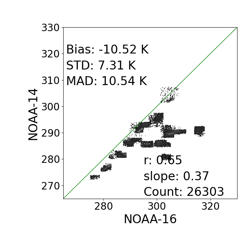 330
320
310
300
290
280
270
NOAA-14
Bias: -10.52 K
STD: 7.31 K
MAD: 10.54 K
r: 0.65
slope: 0.37
Count: 26303
280 300 320
NOAA-16